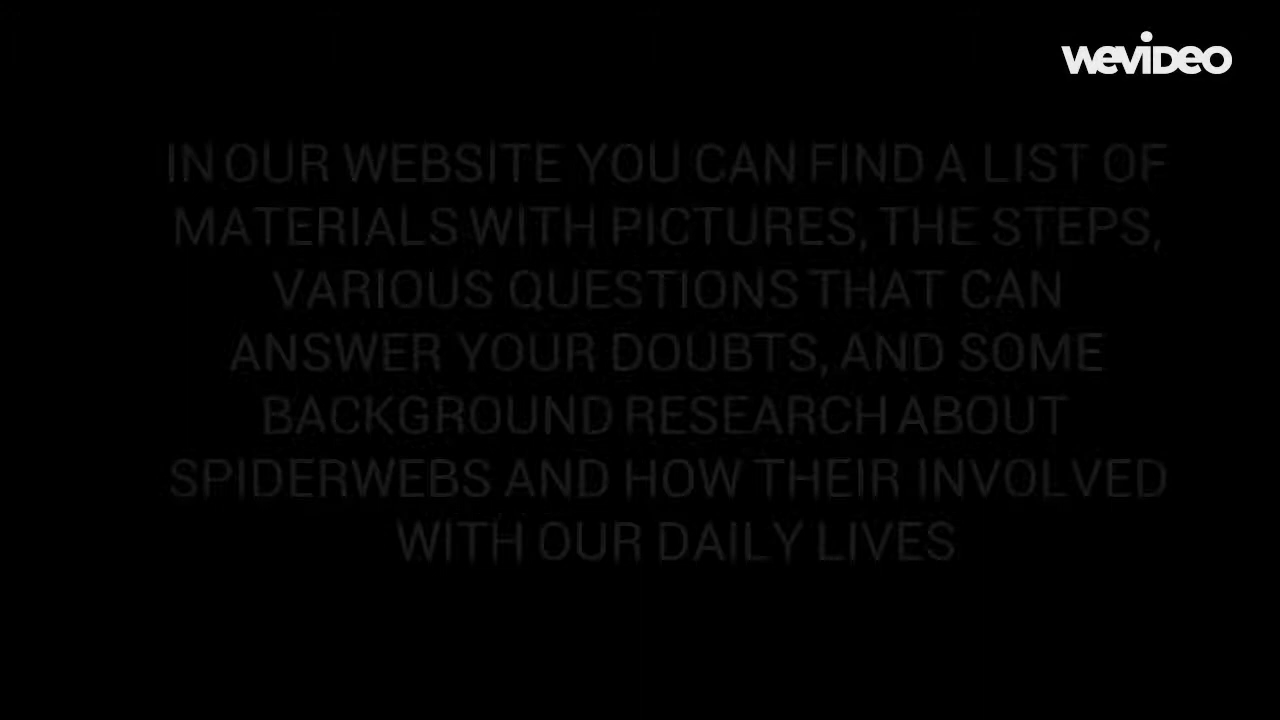 wevideo
IN OUR WEBSITE YOU CAN FIND A LIST OF
MATERIALS WITH PICTURES, THE STEPS,
VARIOUS QUESTIONS THAT CAN
ANSWER YOUR DOUBTS, AND SOME
BACKGROUND RESEARCH ABOUT
SPIDERWEBS AND HOW THEIR INVOLVED
WITH OUR DAILY LIVES